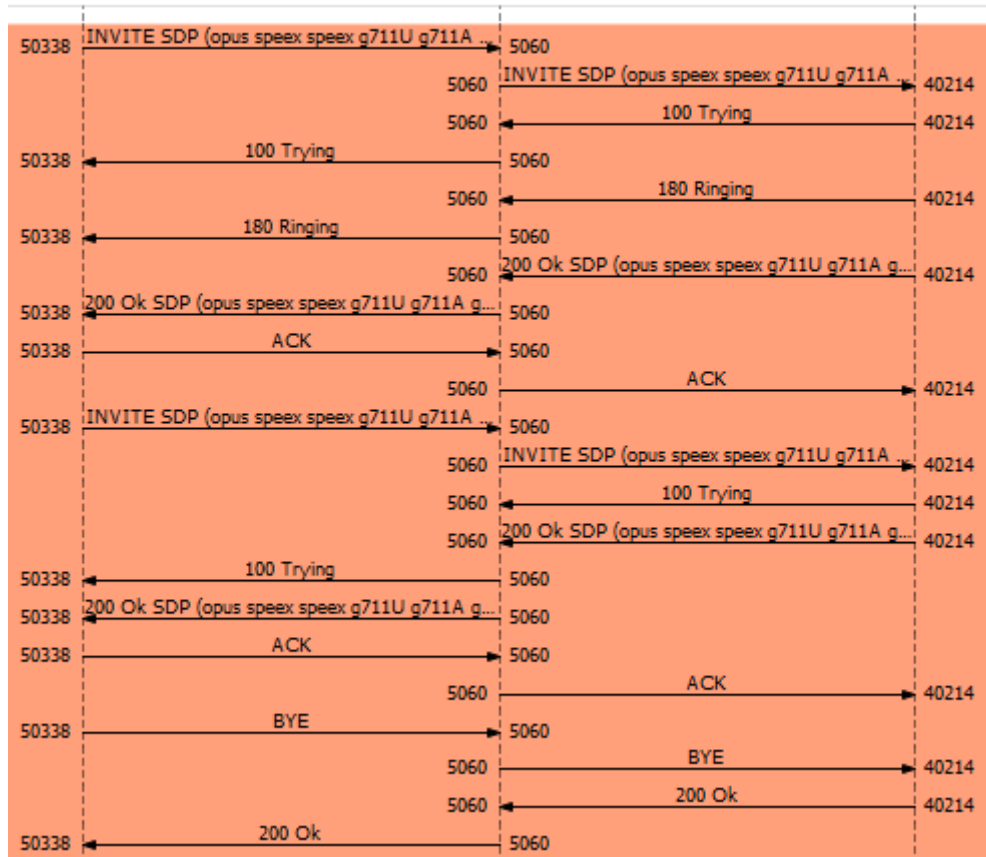 50338 INVITE SDP (opus speex speex g711U g711A ... 5060
5060 INVITE SDP (opus speex speex g711U g711A ... 40214
5060 100 Trying 40214
50338 100 Trying 5060
5060 180 Ringing 40214
50338 180 Ringing 5060
5060 200 Ok SDP (opus speex speex g711U g711A g... 40214
50338 200 Ok SDP (opus speex speex g711U g711A g... 5060
50338 ACK 5060
5060 ACK 40214
50338 INVITE SDP (opus speex speex g711U g711A ... 5060
5060 INVITE SDP (opus speex speex g711U g711A ... 40214
5060 100 Trying 40214
5060 200 Ok SDP (opus speex speex g711U g711A g... 40214
50338 100 Trying 5060
50338 200 Ok SDP (opus speex speex g711U g711A g... 5060
50338 ACK 5060
5060 ACK 40214
50338 BYE 5060
5060 BYE 40214
5060 200 Ok 40214
50338 200 Ok 5060